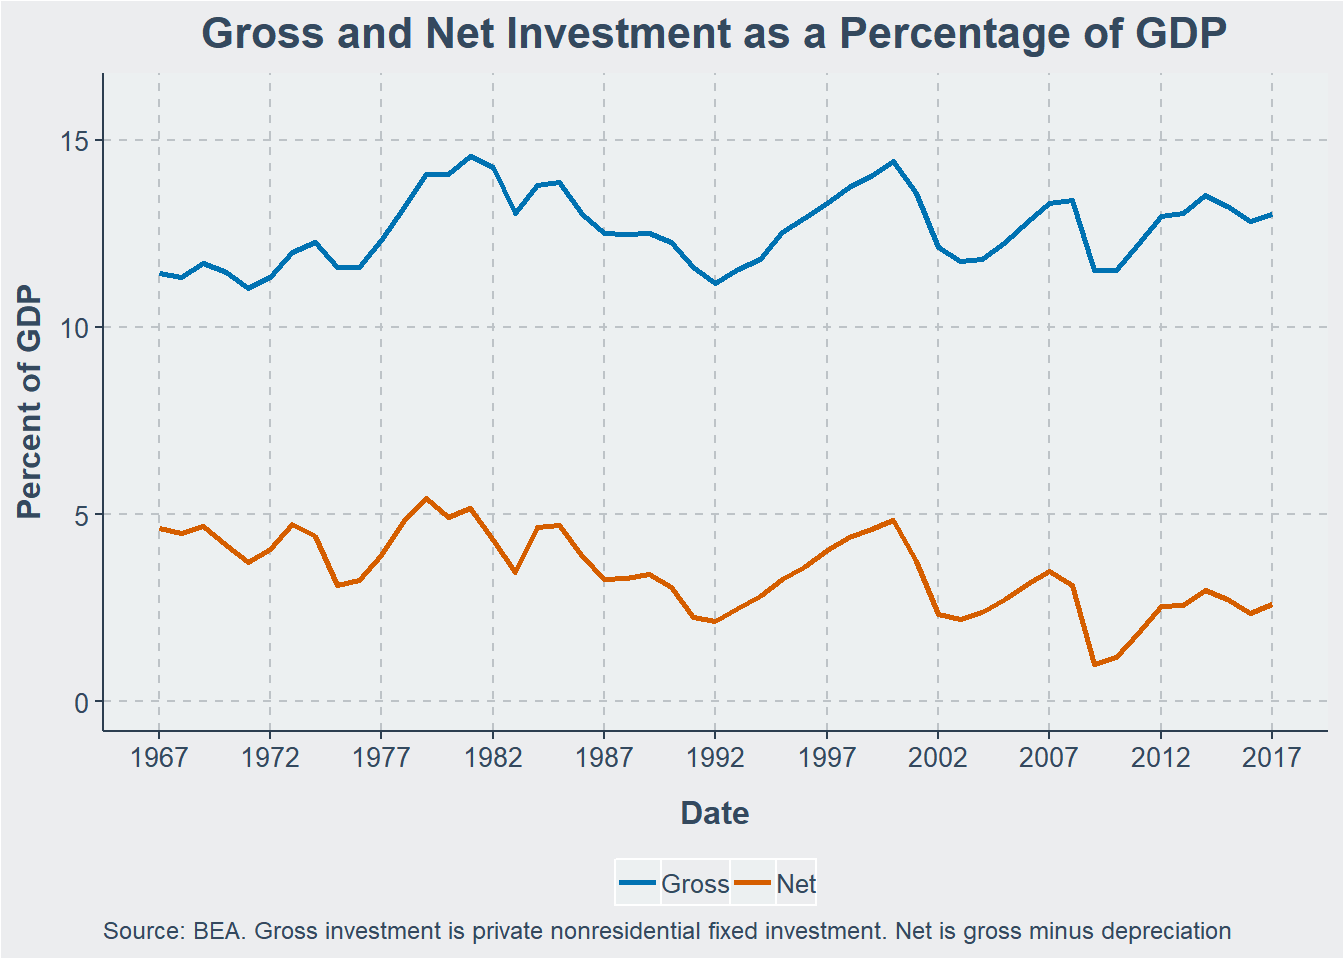 Gross and Net Investment as a Percentage of GDP
Percent of GDP
15
10
5
0
1967 1972 1977 1982 1987 1992 1997 2002 2007 2012 2017
Date
Gross Net
Source: BEA. Gross investment is private nonresidential fixed investment. Net is gross minus depreciation